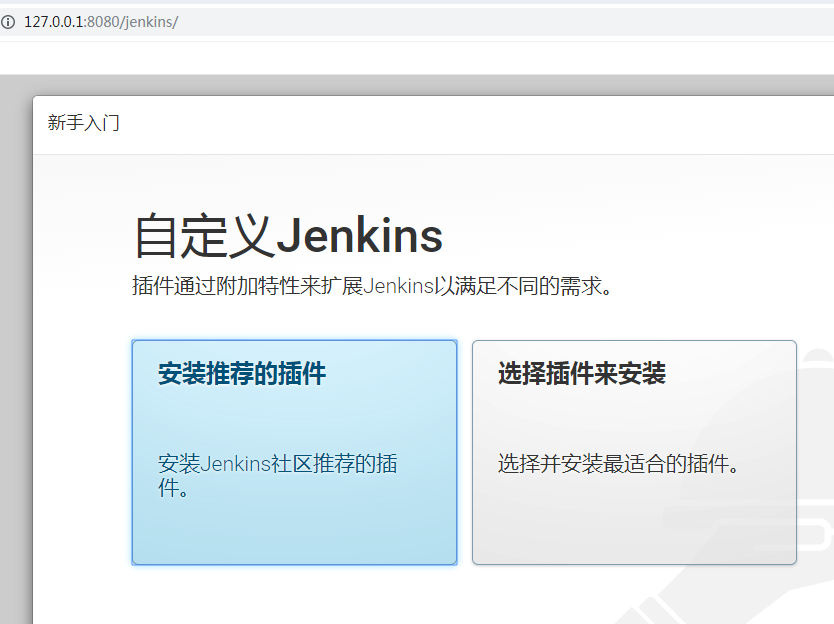 127.0.0.1:8080/jenkins/
新手入门
自定义Jenkins
插件通过附加特性来扩展Jenkins以满足不同的需求。
安装推荐的插件
安装Jenkins社区推荐的插
件。
选择插件来安装
选择并安装最适合的插件。